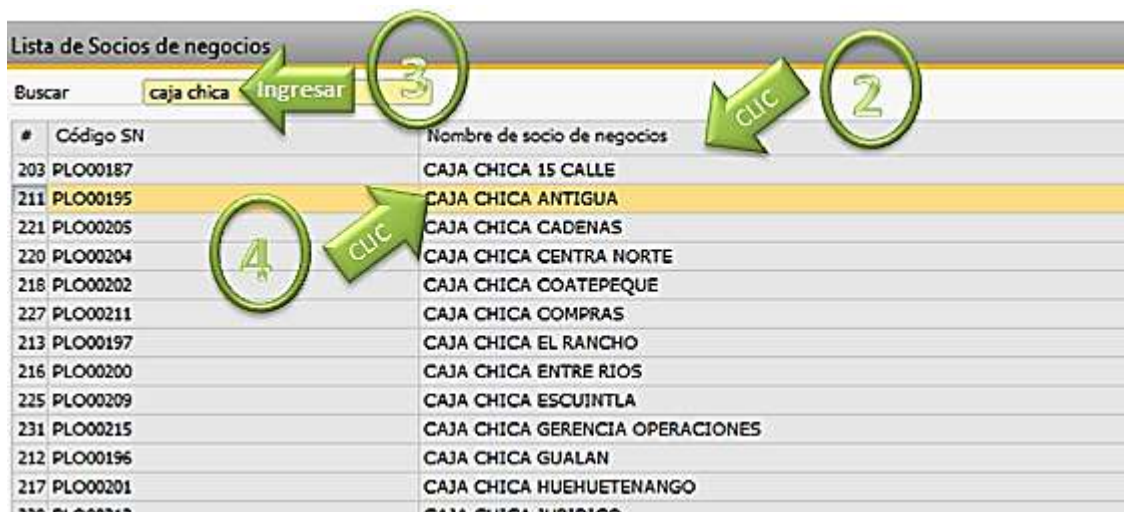 Lista de Socios de negocios
Buscar caja chica Ingresar 3 CLIC 2
# Código SN Nombre de socio de negocios
203 PLO00187 CAJA CHICA 15 CALLE
211 PLO00195 CAJA CHICA ANTIGUA
221 PLO00205 CAJA CHICA CADENAS
4 CLIC
220 PLO00204 CAJA CHICA CENTRA NORTE
218 PLO00202 CAJA CHICA COATEPEQUE
227 PLO00211 CAJA CHICA COMPRAS
213 PLO00197 CAJA CHICA EL RANCHO
216 PLO00200 CAJA CHICA ENTRE RIOS
225 PLO00209 CAJA CHICA ESCUINTLA
231 PLO00215 CAJA CHICA GERENCIA OPERACIONES
212 PLO00196 CAJA CHICA GUALAN
217 PLO00201 CAJA CHICA HUEHUETENANGO
CAJA CHICA